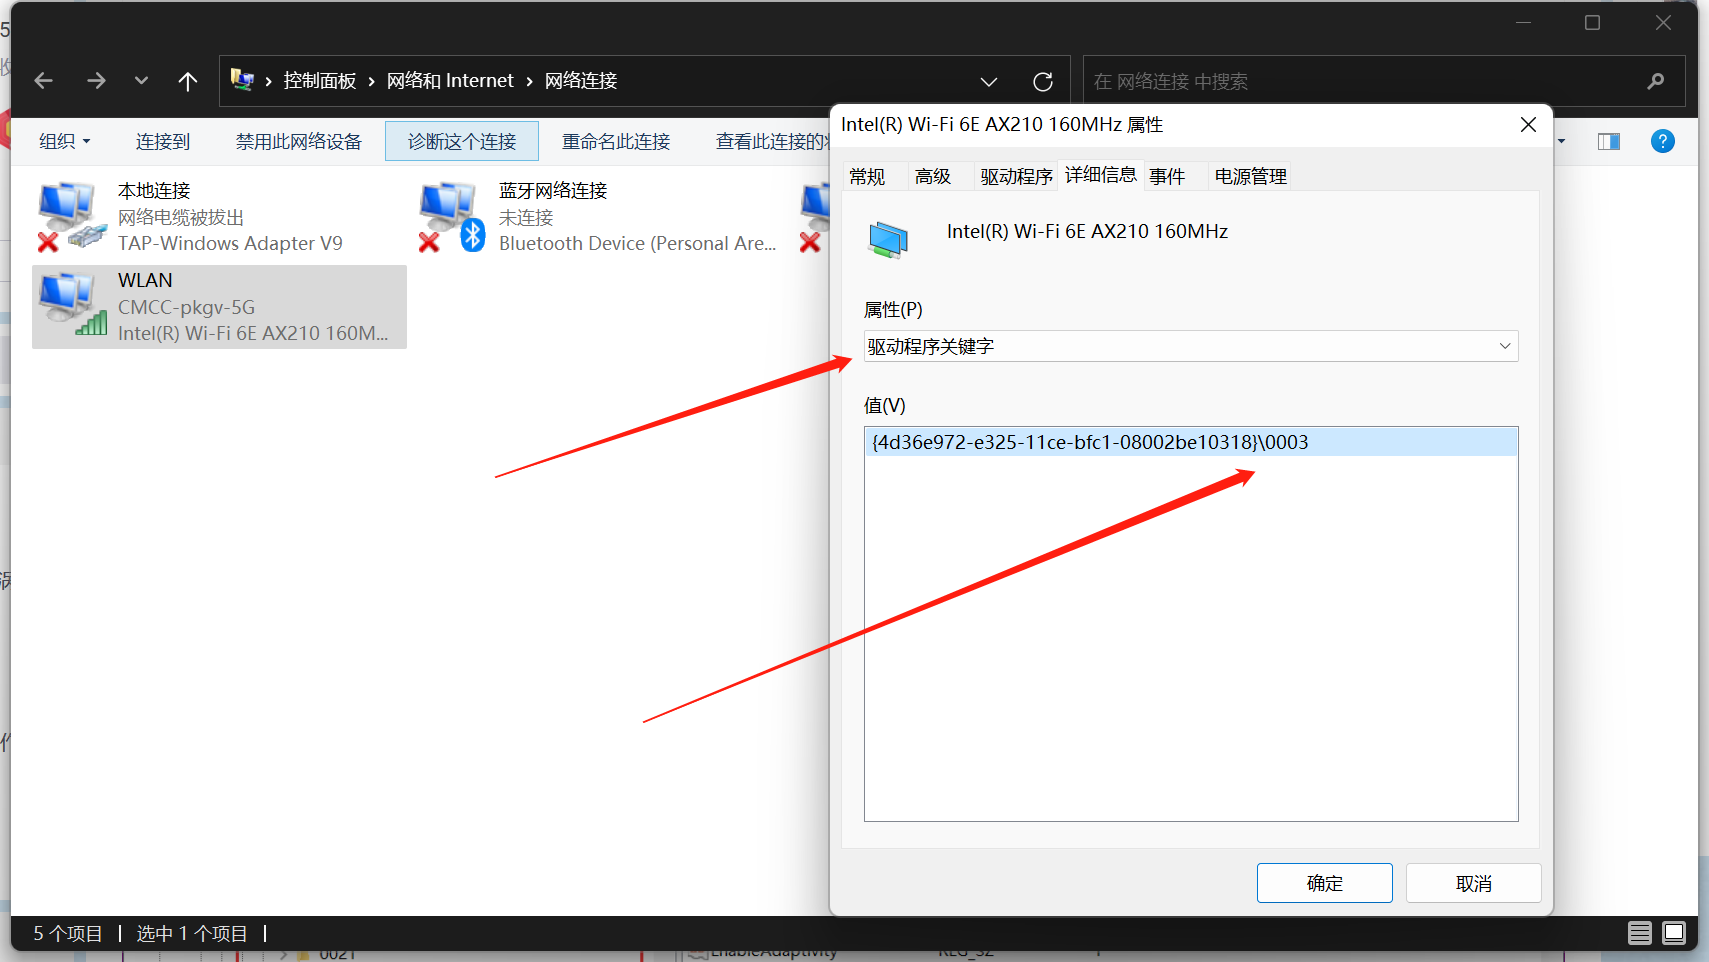 控制面板 › 网络和 Internet › 网络连接
在 网络连接 中搜索
组织 连接到 禁用此网络设备 诊断这个连接 重命名此连接 查看此连接的
本地连接
网络电缆被拔出
TAP-Windows Adapter V9
蓝牙网络连接
未连接
Bluetooth Device (Personal Are...
WLAN
CMCC-pkgv-5G
Intel(R) Wi-Fi 6E AX210 160M...
Intel(R) Wi-Fi 6E AX210 160MHz 属性
常规 高级 驱动程序 详细信息 事件 电源管理
Intel(R) Wi-Fi 6E AX210 160MHz
属性(P)
驱动程序关键字
值(V)
{4d36e972-e325-11ce-bfc1-08002be10318}\0003
确定 取消
5 个项目 选中 1 个项目
0021 EnableAdaptivity REG_SZ